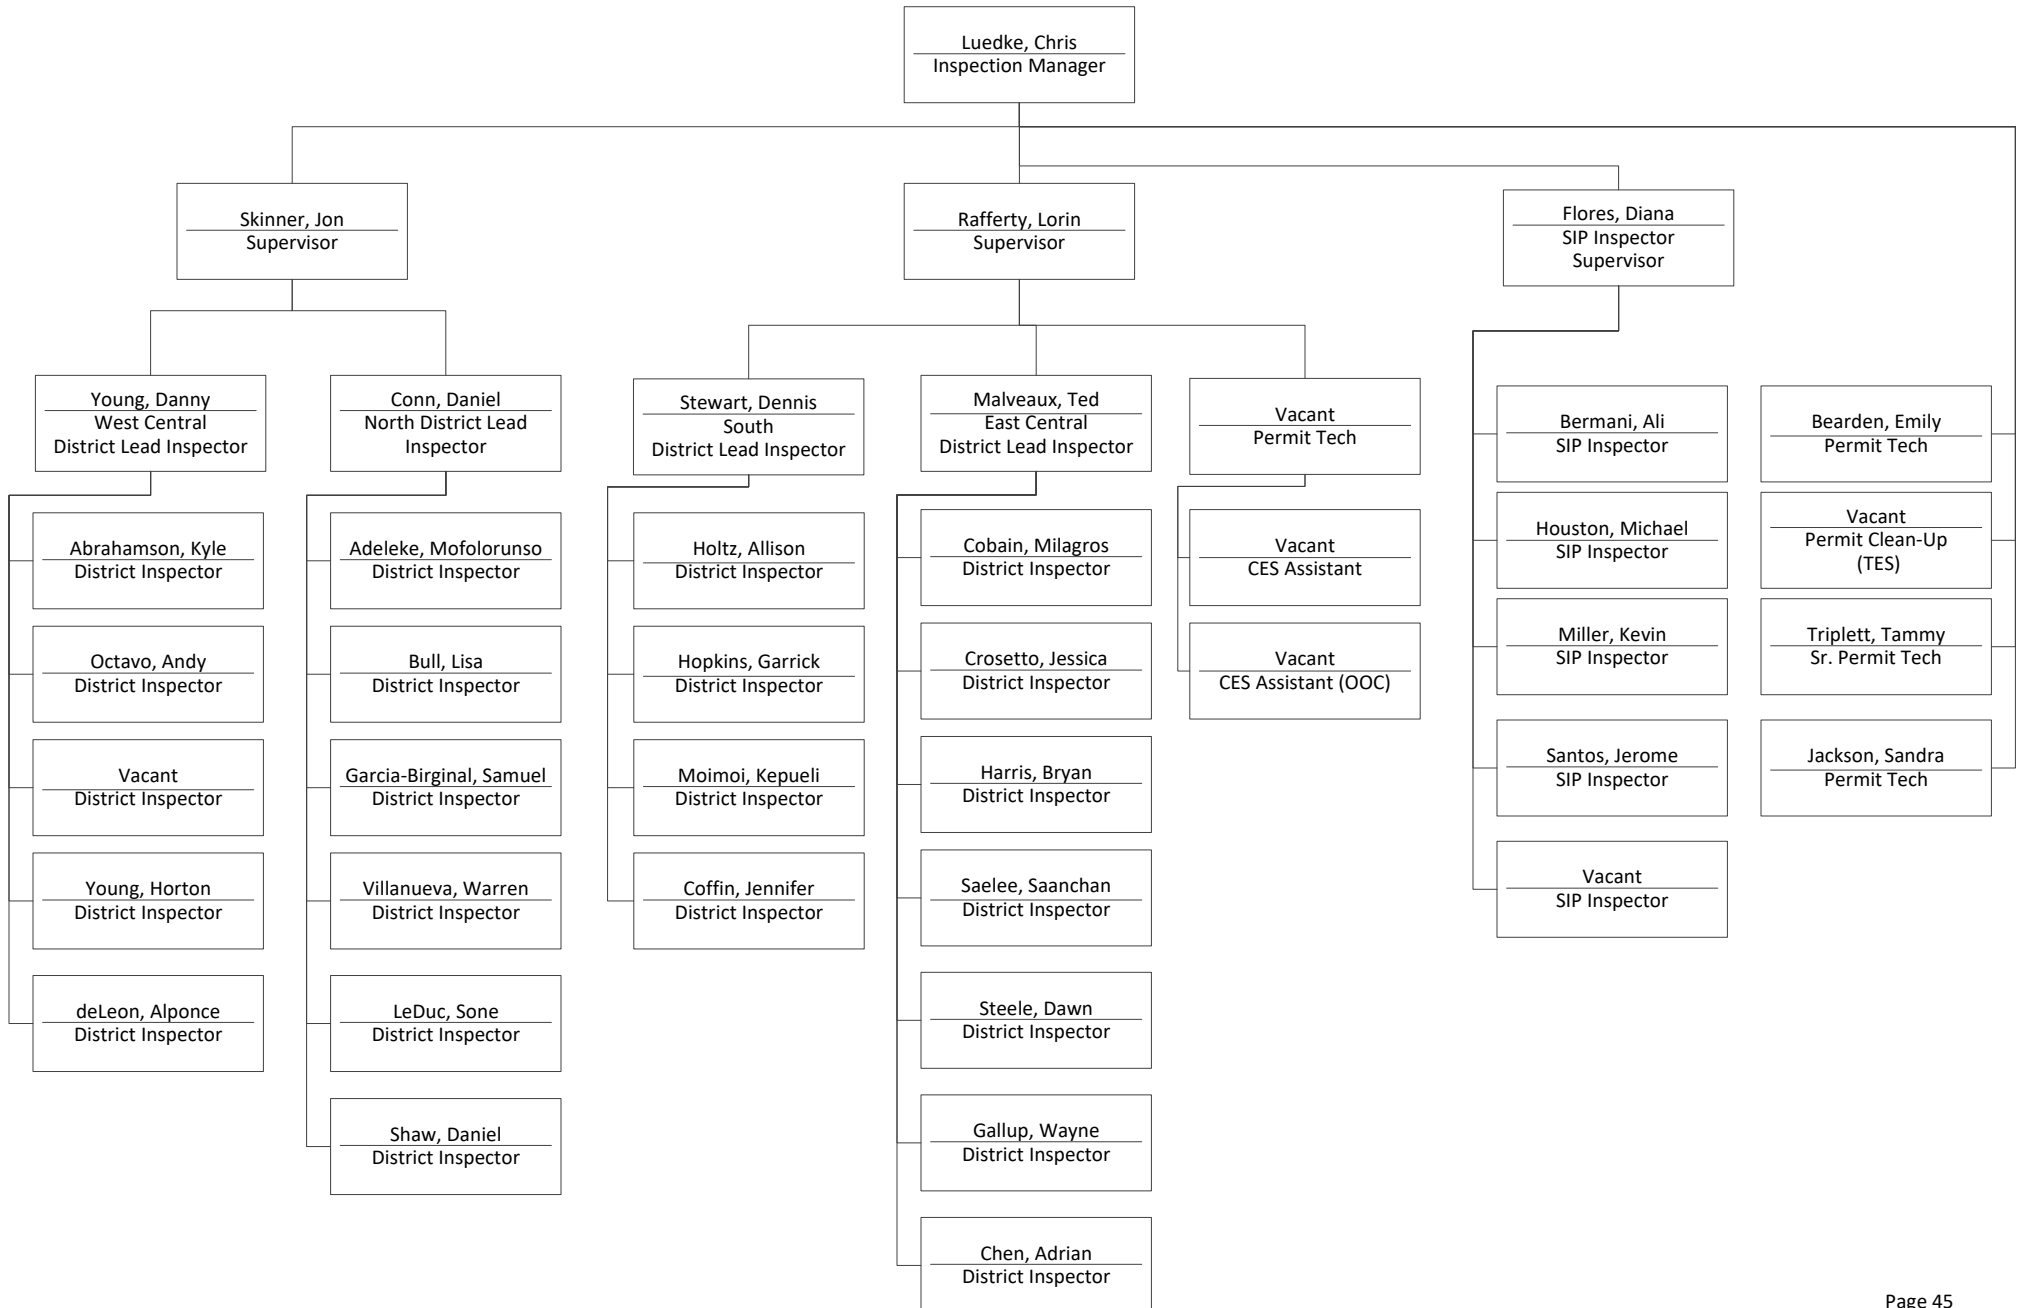 Luedke, Chris
Inspection Manager
Skinner, Jon
Supervisor
Rafferty, Lorin
Supervisor
Flores, Diana
SIP Inspector
Supervisor
Young, Danny
West Central
District Lead Inspector
Conn, Daniel
North District Lead
Inspector
Stewart, Dennis
South
District Lead Inspector
Malveaux, Ted
East Central
District Lead Inspector
Vacant
Permit Tech
Abrahamson, Kyle
District Inspector
Octavo, Andy
District Inspector
Vacant
District Inspector
Young, Horton
District Inspector
deLeon, Alponce
District Inspector
Adeleke, Mofolorunso
District Inspector
Bull, Lisa
District Inspector
Garcia-Birginal, Samuel
District Inspector
Villanueva, Warren
District Inspector
LeDuc, Sone
District Inspector
Shaw, Daniel
District Inspector
Holtz, Allison
District Inspector
Hopkins, Garrick
District Inspector
Moimoi, Kepueli
District Inspector
Coffin, Jennifer
District Inspector
Cobain, Milagros
District Inspector
Crosetto, Jessica
District Inspector
Harris, Bryan
District Inspector
Saelee, Saanchan
District Inspector
Steele, Dawn
District Inspector
Gallup, Wayne
District Inspector
Chen, Adrian
District Inspector
Vacant
CES Assistant
Vacant
CES Assistant (OOC)
Bermani, Ali
SIP Inspector
Houston, Michael
SIP Inspector
Miller, Kevin
SIP Inspector
Santos, Jerome
SIP Inspector
Vacant
SIP Inspector
Bearden, Emily
Permit Tech
Vacant
Permit Clean-Up
(TES)
Triplett, Tammy
Sr. Permit Tech
Jackson, Sandra
Permit Tech
Page 45